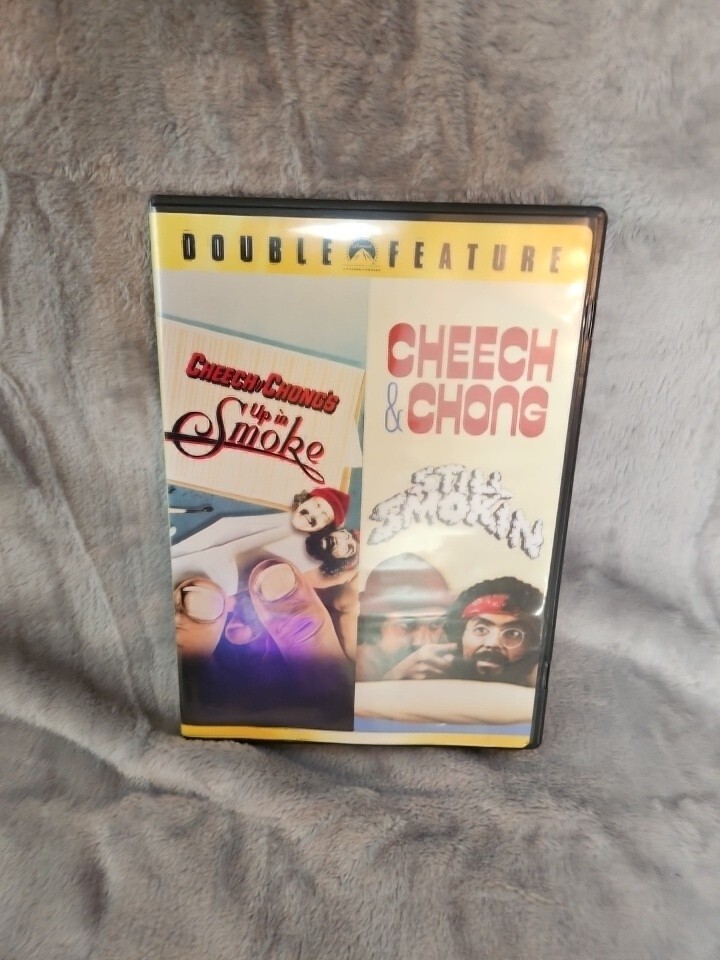 DOUBLE FEATURE
CHEECH & CHONG'S
Up in
Smoke
CHEECH
& CHONG
STILL
SMOKIN